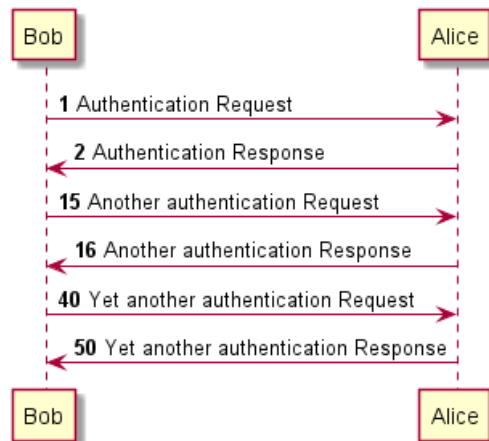 Bob Alice
1 Authentication Request
2 Authentication Response
15 Another authentication Request
16 Another authentication Response
40 Yet another authentication Request
50 Yet another authentication Response
Bob Alice